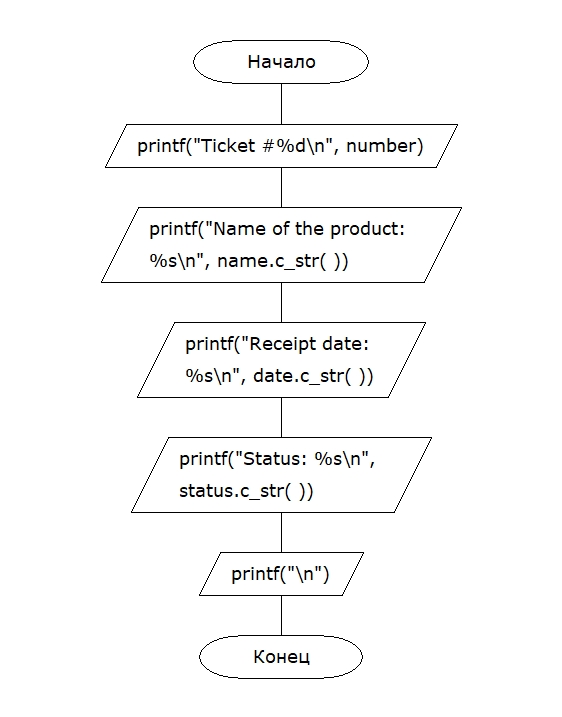 Начало
printf("Ticket #%d\n", number)
printf("Name of the product:
%s\n", name.c_str( ))
printf("Receipt date:
%s\n", date.c_str( ))
printf("Status: %s\n",
status.c_str( ))
printf("\n")
Конец